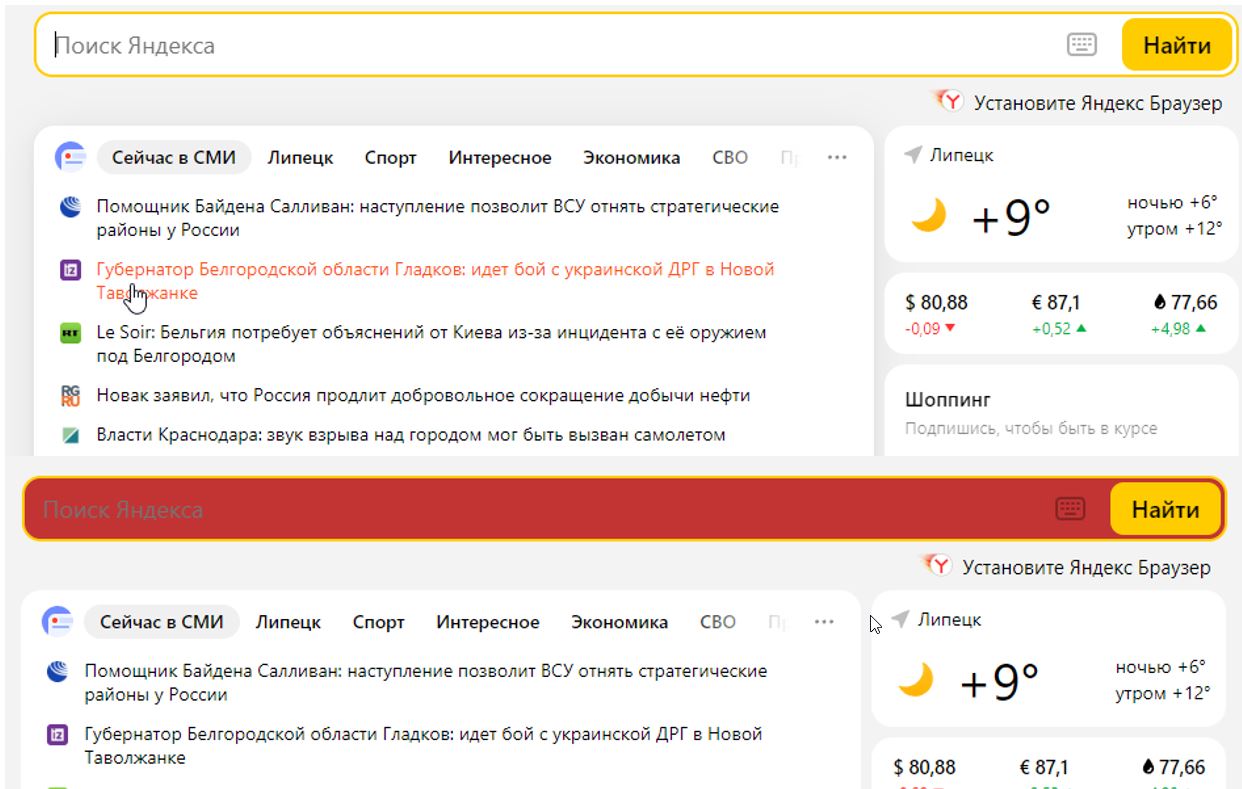 Поиск Яндекса
Найти
Установите Яндекс Браузер
Сейчас в СМИ Липецк Спорт Интересное Экономика СВО
Помощник Байдена Салливан: наступление позволит ВСУ отнять стратегические
районы у России
Губернатор Белгородской области Гладков: идет бой с украинской ДРГ в Новой
Таволжанке
Le Soir: Бельгия потребует объяснений от Киева из-за инцидента с её оружием
под Белгородом
Новак заявил, что Россия продлит добровольное сокращение добычи нефти
Власти Краснодара: звук взрыва над городом мог быть вызван самолетом
Липецк
+9°
ночью +6°
утром +12°
$ 80,88 € 87,1 77,66
-0,09 +0,52 +4,98
Шоппинг
Подпишись, чтобы быть в курсе
Поиск Яндекса
Найти
Установите Яндекс Браузер
Сейчас в СМИ Липецк Спорт Интересное Экономика СВО
Помощник Байдена Салливан: наступление позволит ВСУ отнять стратегические
районы у России
Губернатор Белгородской области Гладков: идет бой с украинской ДРГ в Новой
Таволжанке
Липецк
+9°
ночью +6°
утром +12°
$ 80,88 € 87,1 77,66